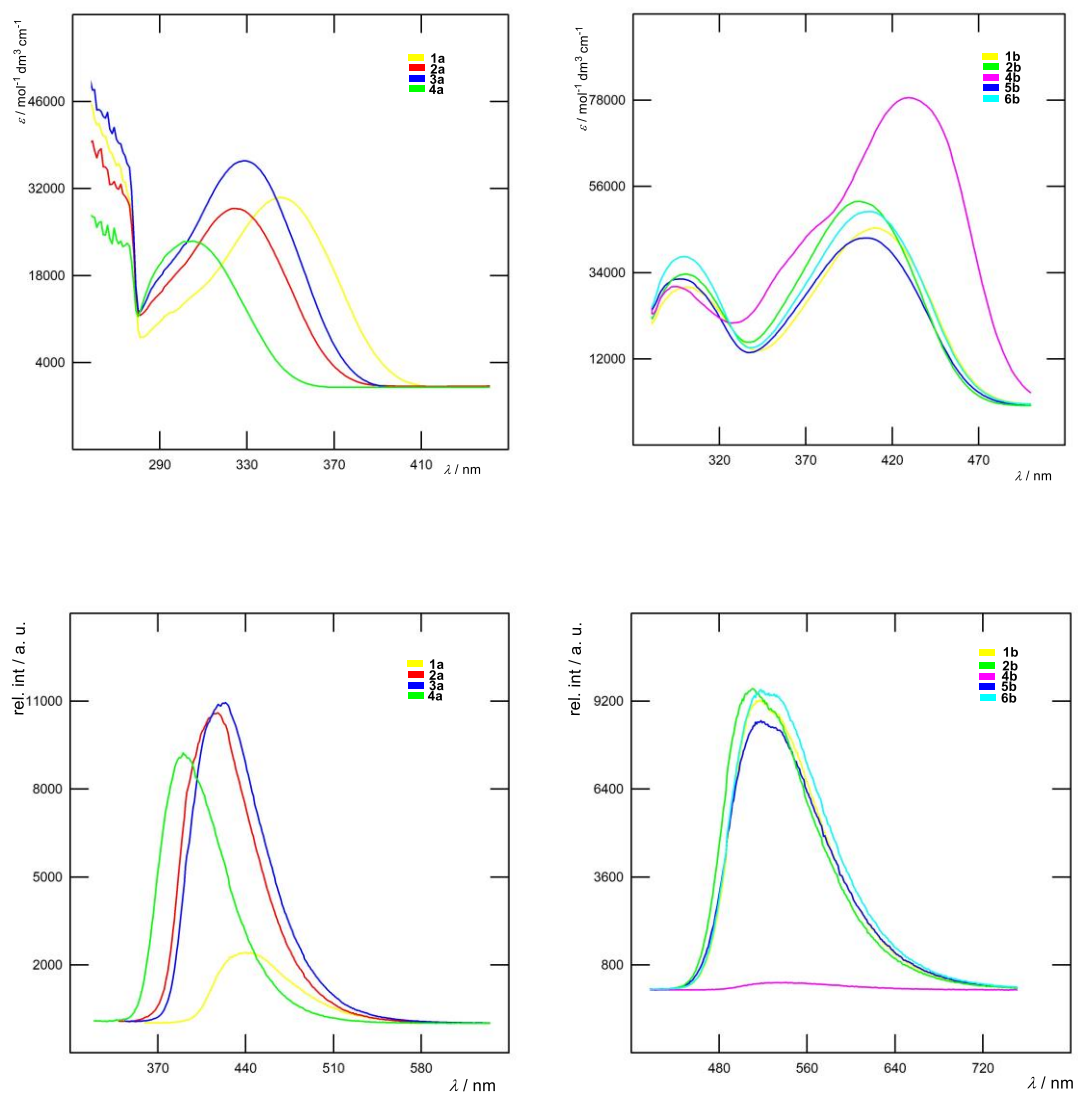 ε / mol⁻¹ dm³ cm⁻¹
1a
2a
3a
4a
46000
32000
18000
4000
290 330 370 410 λ / nm
ε / mol⁻¹ dm³ cm⁻¹
1b
2b
4b
5b
6b
78000
56000
34000
12000
320 370 420 470
λ / nm
rel. int / a. u.
1a
2a
3a
4a
11000
8000
5000
2000
370 440 510 580
λ / nm
rel. int / a. u.
1b
2b
4b
5b
6b
9200
6400
3600
800
480 560 640 720
λ / nm